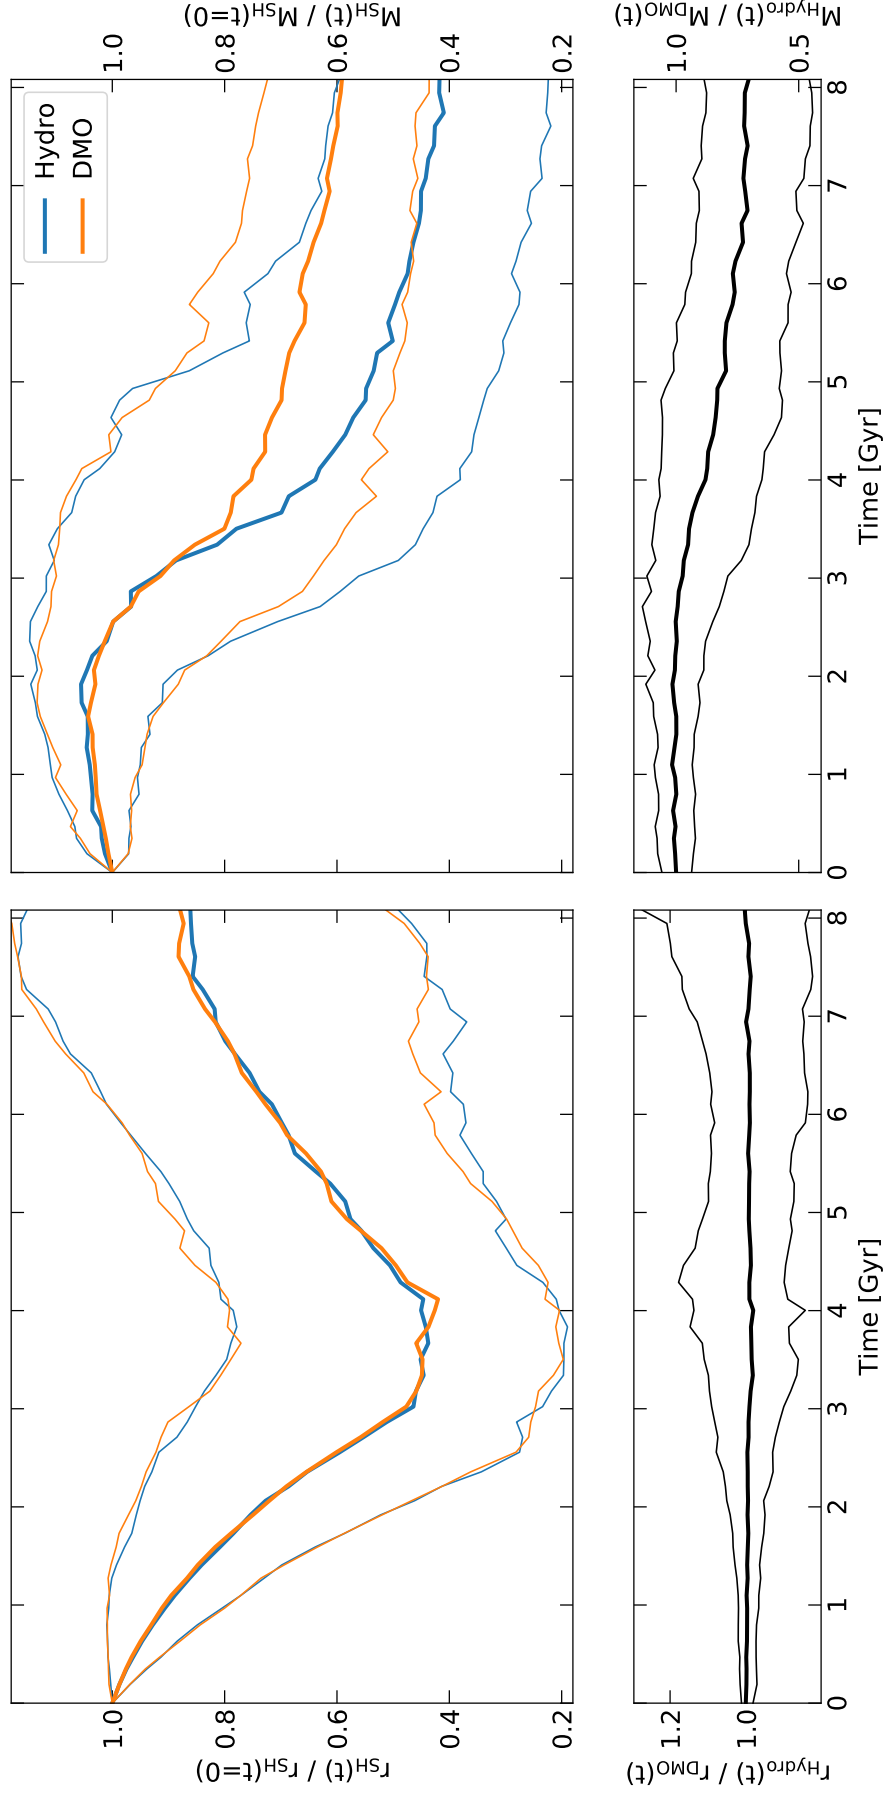 r_SH(t) / r_SH(t=0)
1.0
0.8
0.6
0.4
0.2
M_SH(t) / M_SH(t=0)
1.0
0.8
0.6
0.4
0.2
Hydro
DMO
r_Hydro(t) / r_DMO(t)
1.2
1.0
0 1 2 3 4 5 6 7 8
Time [Gyr]
M_Hydro(t) / M_DMO(t)
1.0
0.5
0 1 2 3 4 5 6 7 8
Time [Gyr]